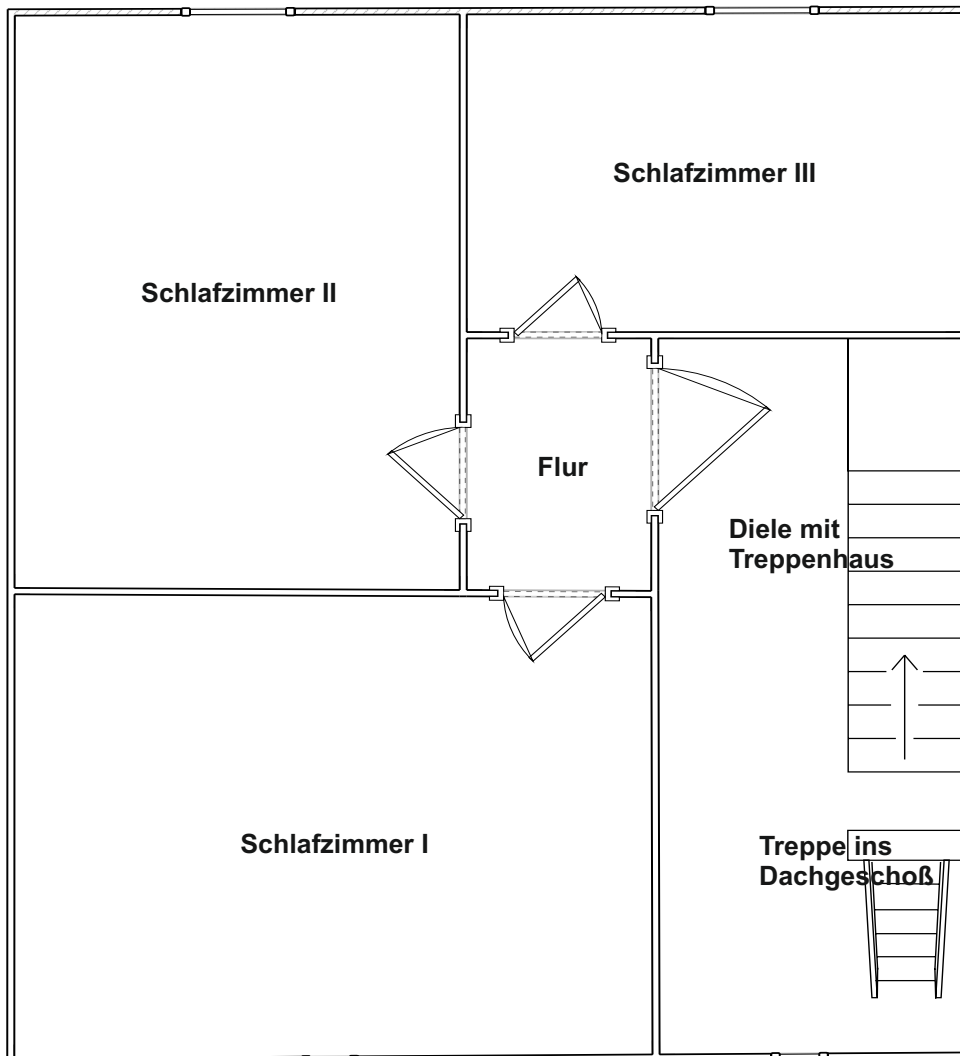 Schlafzimmer III
Schlafzimmer II
Flur
Diele mit
Treppenhaus
Schlafzimmer I
Treppe ins
Dachgeschoß